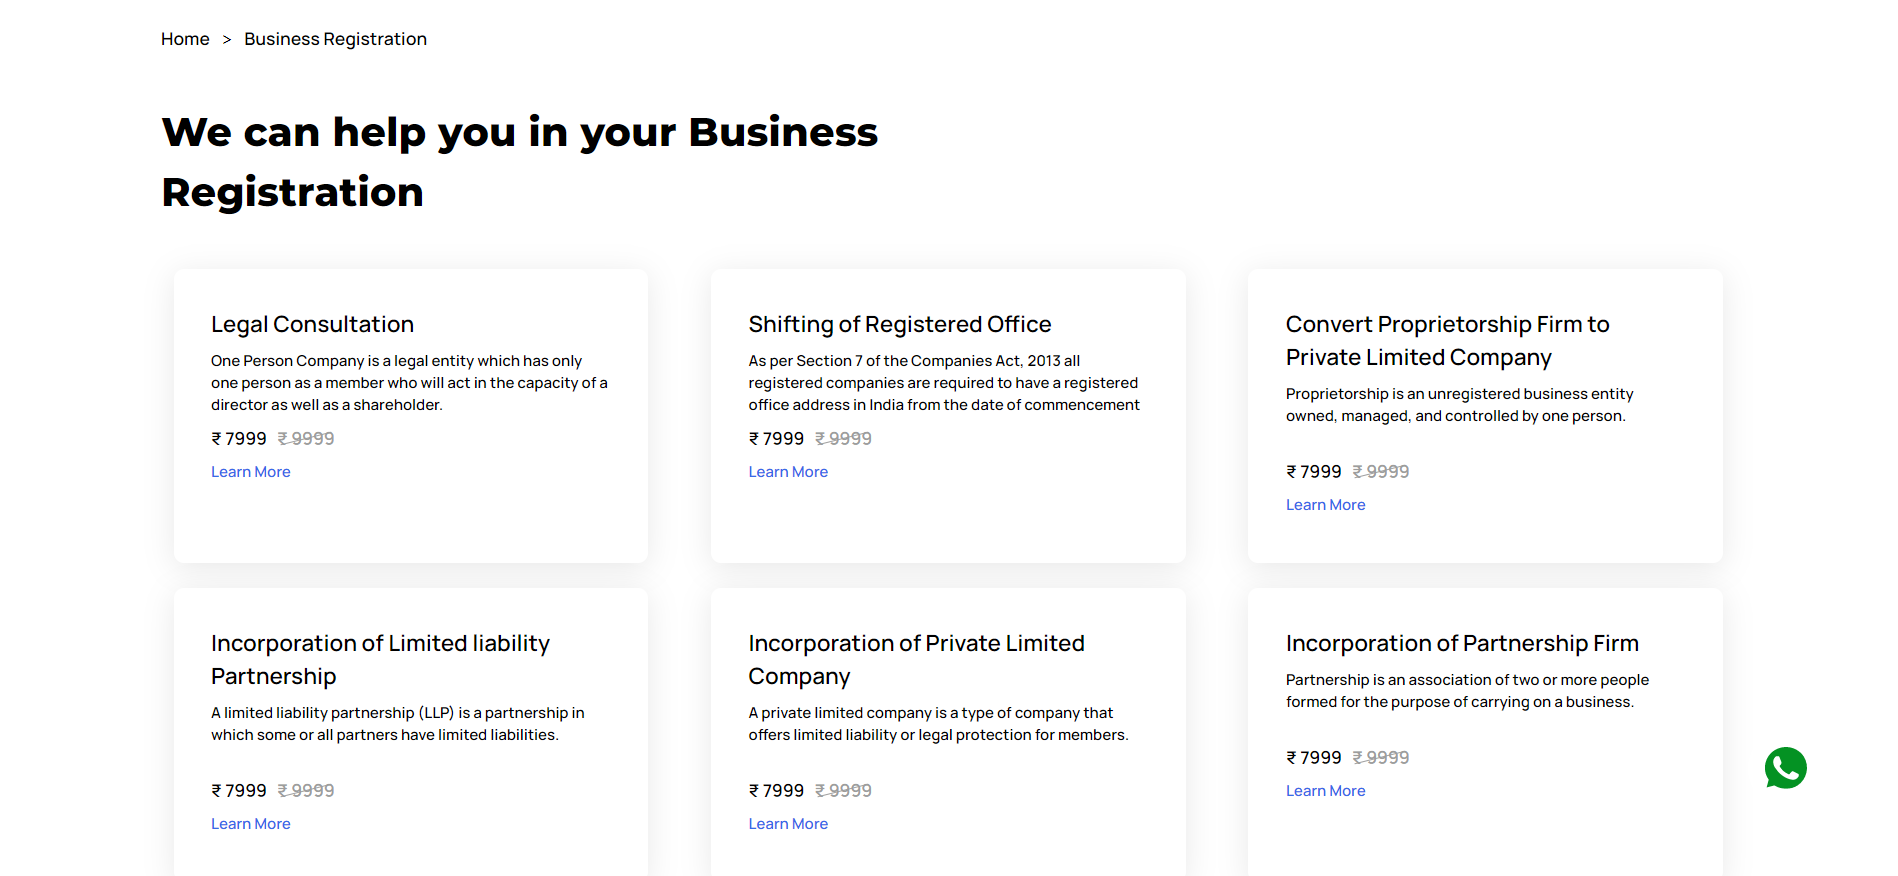 Home > Business Registration
We can help you in your Business
Registration
Legal Consultation
One Person Company is a legal entity which has only
one person as a member who will act in the capacity of a
director as well as a shareholder.
₹ 7999 ₹ 9999
Learn More
Shifting of Registered Office
As per Section 7 of the Companies Act, 2013 all
registered companies are required to have a registered
office address in India from the date of commencement
₹ 7999 ₹ 9999
Learn More
Convert Proprietorship Firm to
Private Limited Company
Proprietorship is an unregistered business entity
owned, managed, and controlled by one person.
₹ 7999 ₹ 9999
Learn More
Incorporation of Limited liability
Partnership
A limited liability partnership (LLP) is a partnership in
which some or all partners have limited liabilities.
₹ 7999 ₹ 9999
Learn More
Incorporation of Private Limited
Company
A private limited company is a type of company that
offers limited liability or legal protection for members.
₹ 7999 ₹ 9999
Learn More
Incorporation of Partnership Firm
Partnership is an association of two or more people
formed for the purpose of carrying on a business.
₹ 7999 ₹ 9999
Learn More